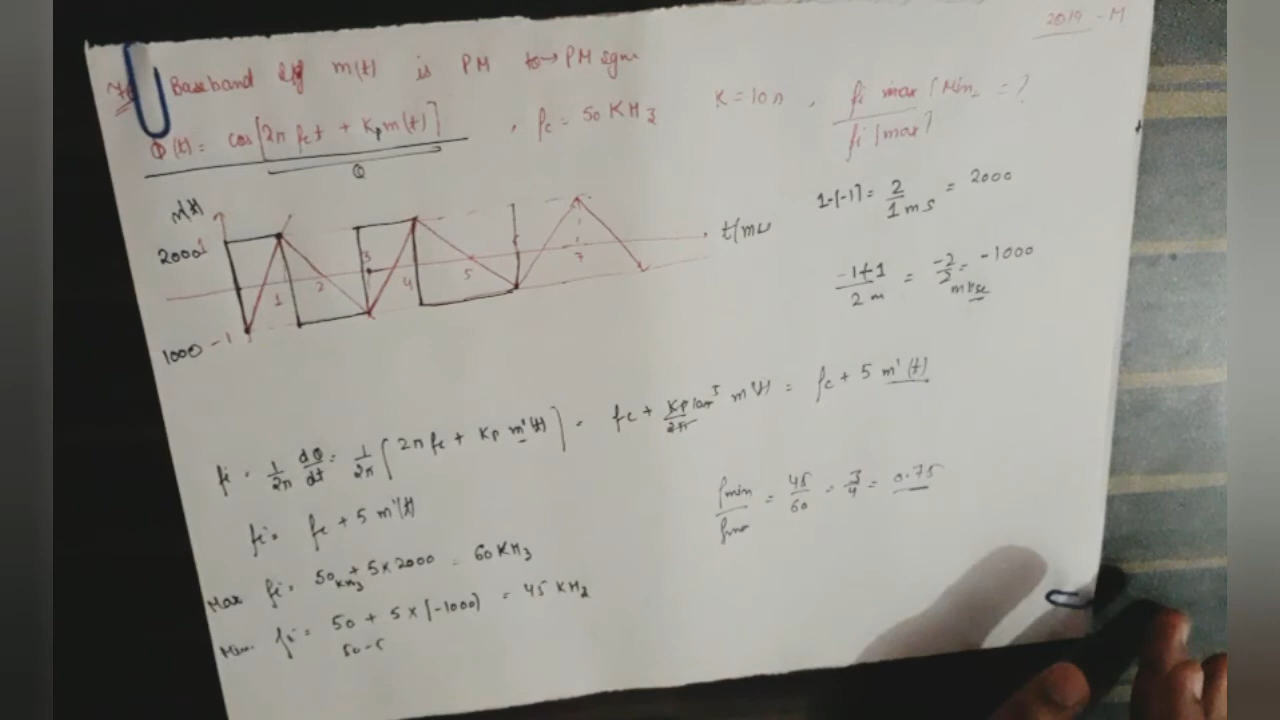 2019 - M
Baseband m(t) is PM to PM
K = 10π , fi max / Min = ?
fi max
Φ(t) = cos[2π fc t + Kp m(t)] , fc = 50 KHz
θ
m(t)
2000 1
1 2 3 4 5 7
t(ms
1000 - 1
1-(-1) = 2 / 1ms = 2000
-1+1 / 2m = -2 / 2 = -1000
fi = 1/2π dθ/dt = 1/2π [2π fc + Kp m'(t)] = fc + Kp 10π 5 / 2π m'(t) = fc + 5 m'(t)
fi = fc + 5 m'(t)
Max fi = 50 KHz + 5 x 2000 = 60 KHz
Min fi = 50 + 5 x (-1000) = 45 KHz
50-5
fmin / fmax = 45/60 = 3/4 = 0.75